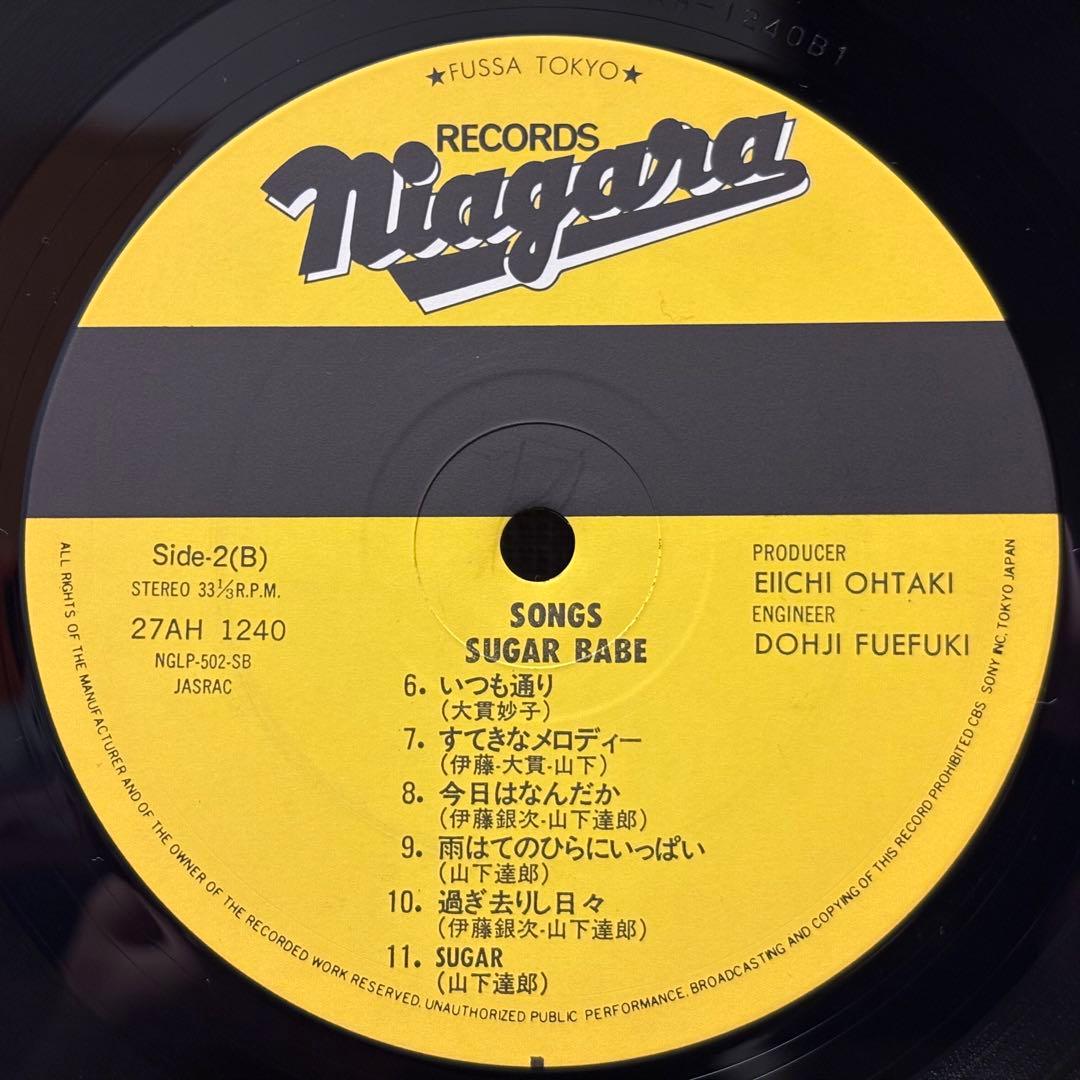 -1240B1
★FUSSA TOKYO★
RECORDS
Niagara
Side-2(B)
STEREO 33⅓R.P.M.
27AH 1240
NGLP-502-SB
JASRAC
PRODUCER
EIICHI OHTAKI
ENGINEER
DOHJI FUEFUKI
SONGS
SUGAR BABE
6. いつも通り
(大貫妙子)
7. すてきなメロディー
(伊藤-大貫-山下)
8. 今日はなんだか
(伊藤銀次-山下達郎)
9. 雨はてのひらにいっぱい
(山下達郎)
10. 過ぎ去りし日々
(伊藤銀次-山下達郎)
11. SUGAR
(山下達郎)
ALL RIGHTS OF THE MANUFACTURER AND OF THE OWNER OF THE RECORDED WORK RESERVED. UNAUTHORIZED PUBLIC PERFORMANCE, BROADCASTING AND COPYING OF THIS RECORD PROHIBITED CBS SONY INC. TOKYO JAPAN